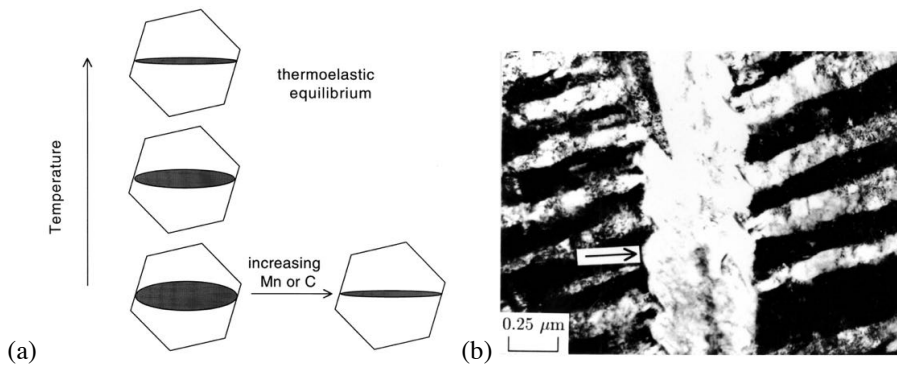 Temperature
thermoelastic
equilibrium
increasing
Mn or C
(a)
0.25 μm
(b)